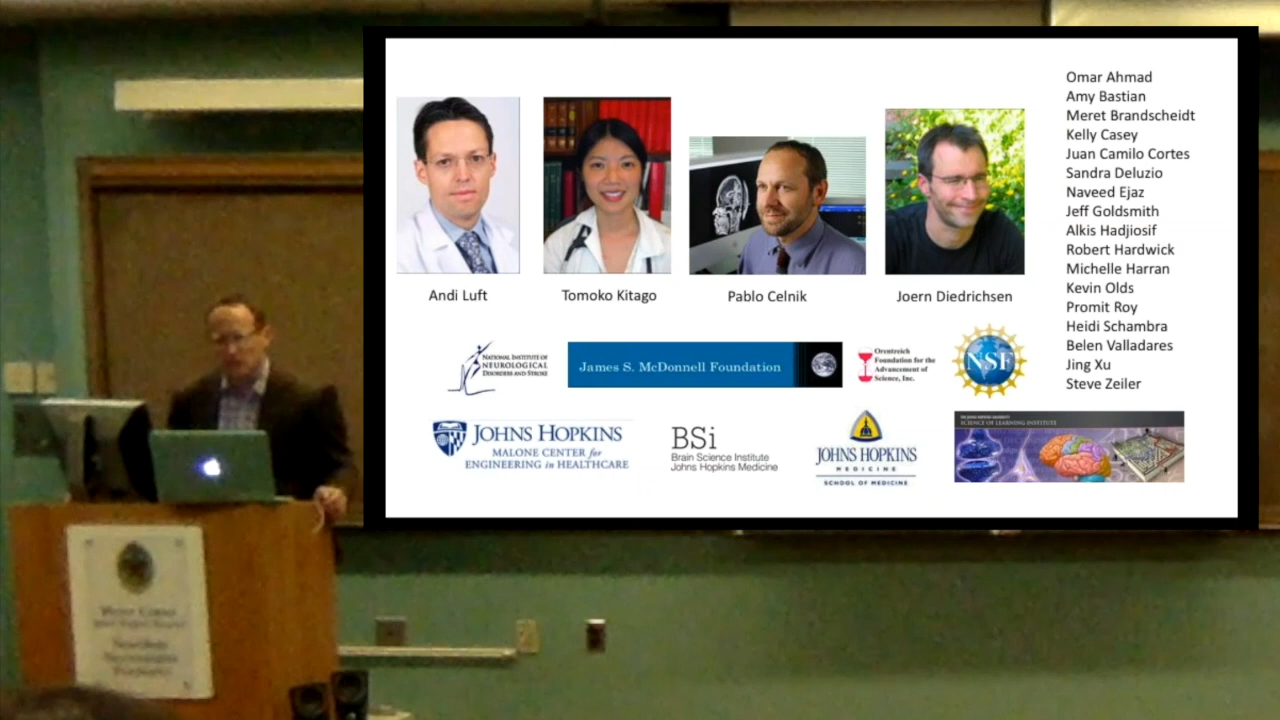 Omar Ahmad
Amy Bastian
Meret Brandscheidt
Kelly Casey
Juan Camilo Cortes
Sandra Deluzio
Naveed Ejaz
Jeff Goldsmith
Alkis Hadjiosif
Robert Hardwick
Michelle Harran
Kevin Olds
Promit Roy
Heidi Schambra
Belen Valladares
Jing Xu
Steve Zeiler
Andi Luft
Tomoko Kitago
Pablo Celnik
Joern Diedrichsen
NATIONAL INSTITUTE OF
NEUROLOGICAL
DISORDERS AND STROKE
James S. McDonnell Foundation
Orentreich
Foundation for the
Advancement of
Science, Inc.
NSF
JOHNS HOPKINS
MALONE CENTER for
ENGINEERING in HEALTHCARE
BSi
Brain Science Institute
Johns Hopkins Medicine
JOHNS HOPKINS
MEDICINE
SCHOOL OF MEDICINE
THE JOHNS HOPKINS UNIVERSITY
SCIENCE OF LEARNING INSTITUTE